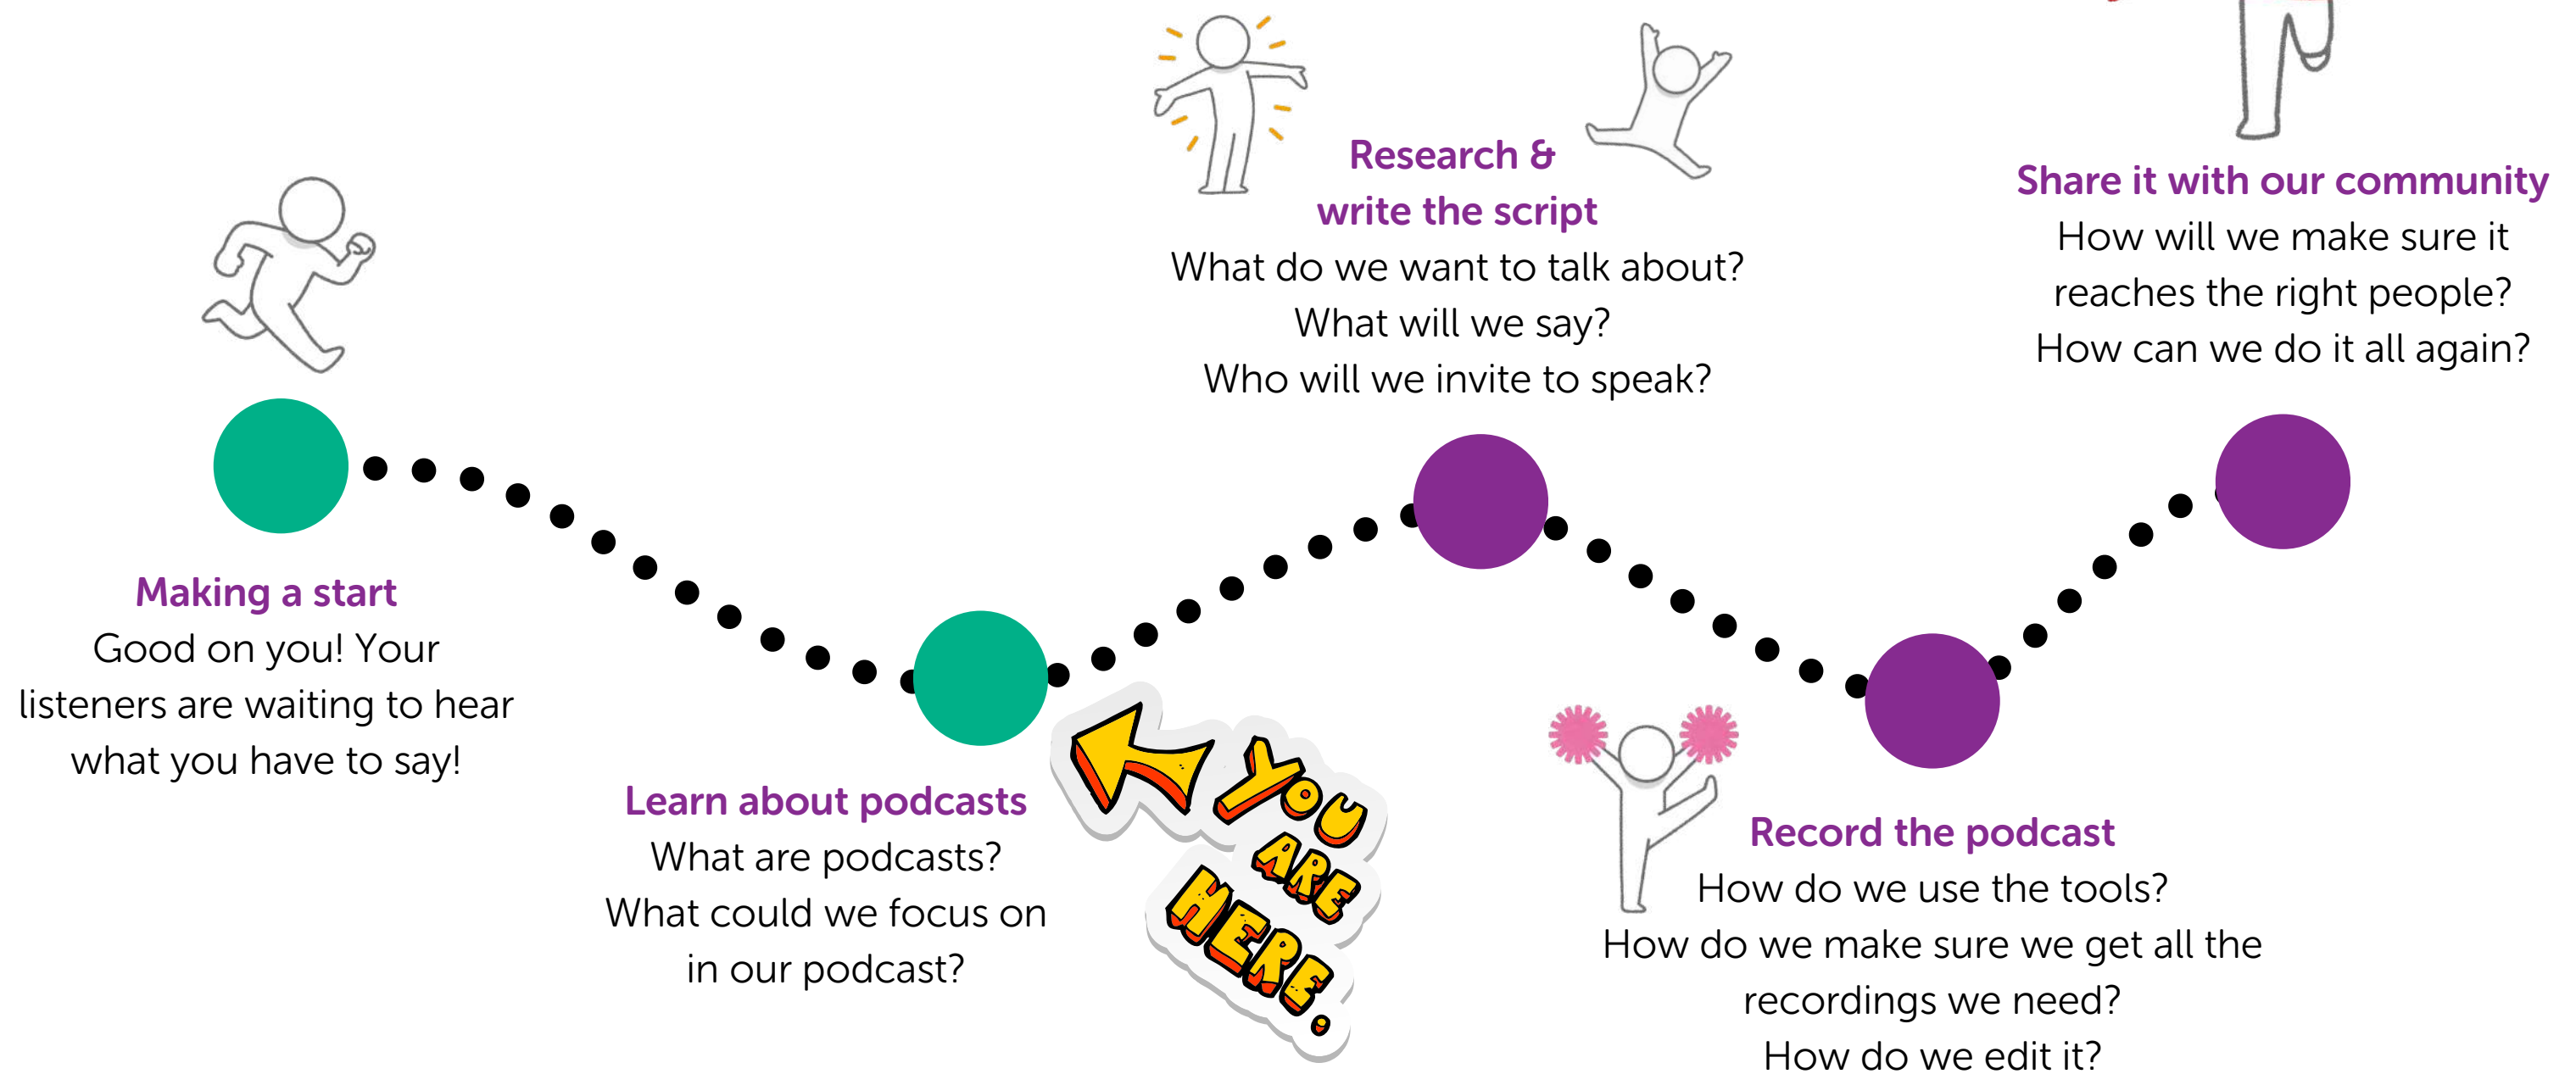 Making a start
Good on you! Your
listeners are waiting to hear
what you have to say!
Learn about podcasts
What are podcasts?
What could we focus on
in our podcast?
YOU
ARE
HERE.
Research &
write the script
What do we want to talk about?
What will we say?
Who will we invite to speak?
Record the podcast
How do we use the tools?
How do we make sure we get all the
recordings we need?
How do we edit it?
Share it with our community
How will we make sure it
reaches the right people?
How can we do it all again?